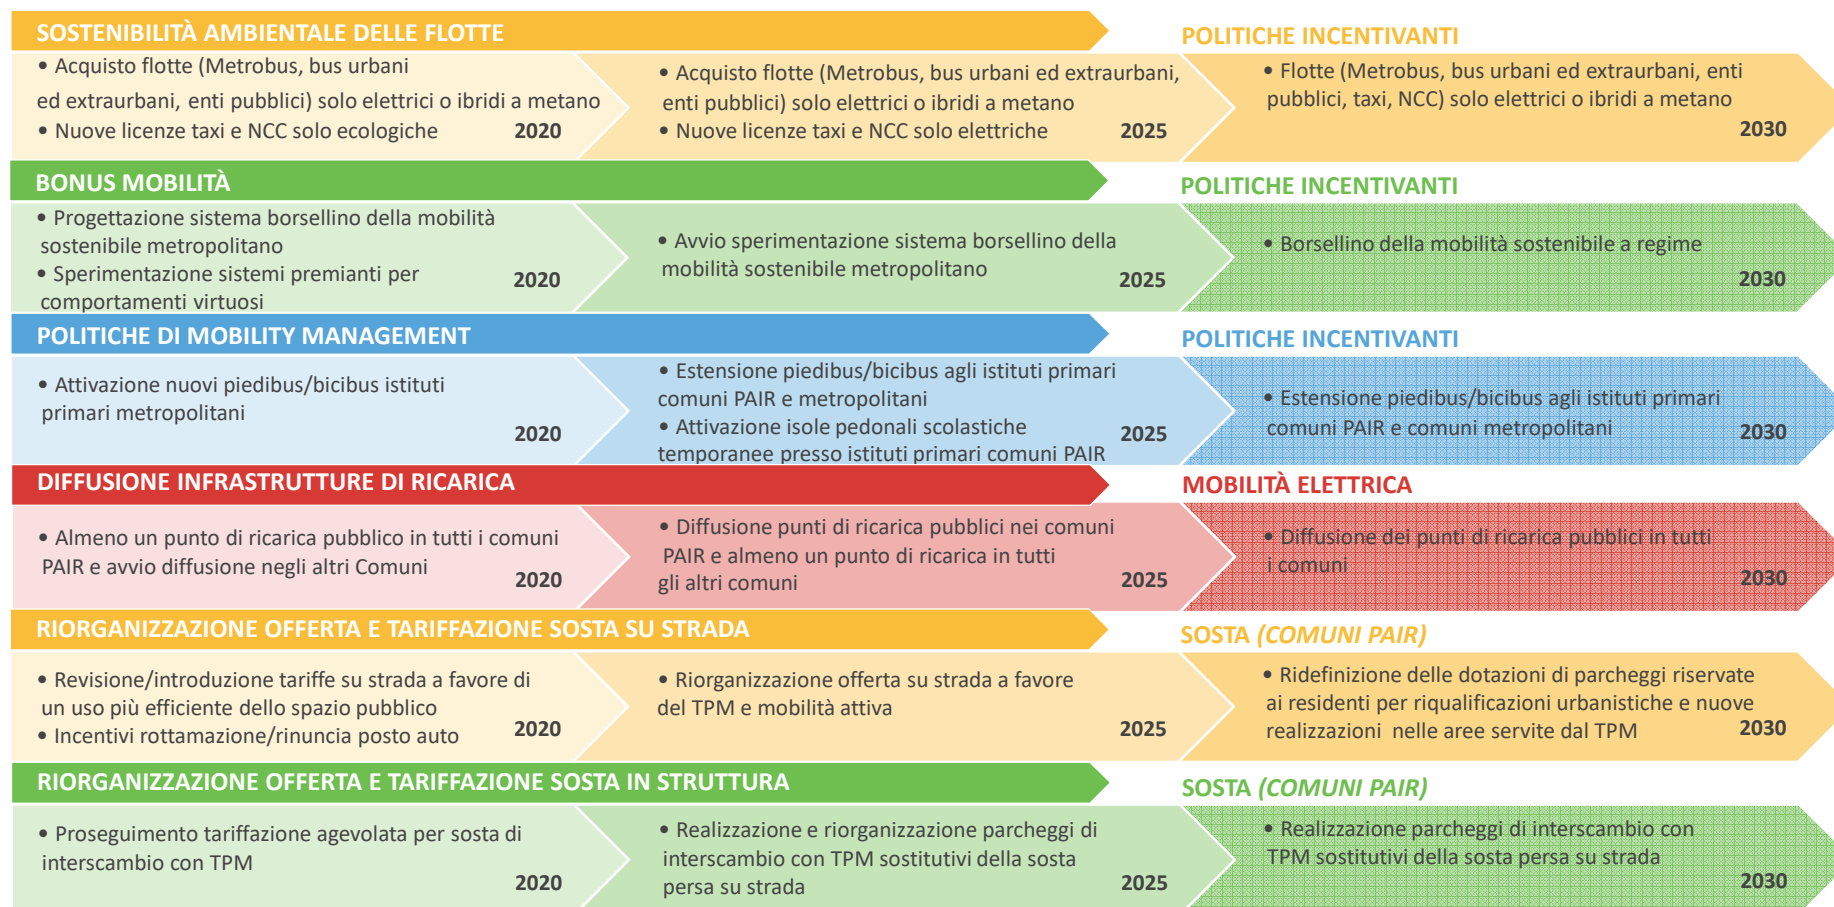 SOSTENIBILITÀ AMBIENTALE DELLE FLOTTE
POLITICHE INCENTIVANTI
• Acquisto flotte (Metrobus, bus urbani
ed extraurbani, enti pubblici) solo elettrici o ibridi a metano
• Nuove licenze taxi e NCC solo ecologiche
2020
• Acquisto flotte (Metrobus, bus urbani ed extraurbani,
enti pubblici) solo elettrici o ibridi a metano
• Nuove licenze taxi e NCC solo elettriche
2025
• Flotte (Metrobus, bus urbani ed extraurbani, enti
pubblici, taxi, NCC) solo elettrici o ibridi a metano
2030
BONUS MOBILITÀ
POLITICHE INCENTIVANTI
• Progettazione sistema borsellino della mobilità
sostenibile metropolitano
• Sperimentazione sistemi premianti per
comportamenti virtuosi
2020
• Avvio sperimentazione sistema borsellino della
mobilità sostenibile metropolitano
2025
• Borsellino della mobilità sostenibile a regime
2030
POLITICHE DI MOBILITY MANAGEMENT
POLITICHE INCENTIVANTI
• Attivazione nuovi piedibus/bicibus istituti
primari metropolitani
2020
• Estensione piedibus/bicibus agli istituti primari
comuni PAIR e metropolitani
• Attivazione isole pedonali scolastiche
temporanee presso istituti primari comuni PAIR
2025
• Estensione piedibus/bicibus agli istituti primari
comuni PAIR e comuni metropolitani
2030
DIFFUSIONE INFRASTRUTTURE DI RICARICA
MOBILITÀ ELETTRICA
• Almeno un punto di ricarica pubblico in tutti i comuni
PAIR e avvio diffusione negli altri Comuni
2020
• Diffusione punti di ricarica pubblici nei comuni
PAIR e almeno un punto di ricarica in tutti
gli altri comuni
2025
• Diffusione dei punti di ricarica pubblici in tutti
i comuni
2030
RIORGANIZZAZIONE OFFERTA E TARIFFAZIONE SOSTA SU STRADA
SOSTA (COMUNI PAIR)
• Revisione/introduzione tariffe su strada a favore di
un uso più efficiente dello spazio pubblico
• Incentivi rottamazione/rinuncia posto auto
2020
• Riorganizzazione offerta su strada a favore
del TPM e mobilità attiva
2025
• Ridefinizione delle dotazioni di parcheggi riservate
ai residenti per riqualificazioni urbanistiche e nuove
realizzazioni nelle aree servite dal TPM
2030
RIORGANIZZAZIONE OFFERTA E TARIFFAZIONE SOSTA IN STRUTTURA
SOSTA (COMUNI PAIR)
• Proseguimento tariffazione agevolata per sosta di
interscambio con TPM
2020
• Realizzazione e riorganizzazione parcheggi di
interscambio con TPM sostitutivi della sosta
persa su strada
2025
• Realizzazione parcheggi di interscambio con
TPM sostitutivi della sosta persa su strada
2030